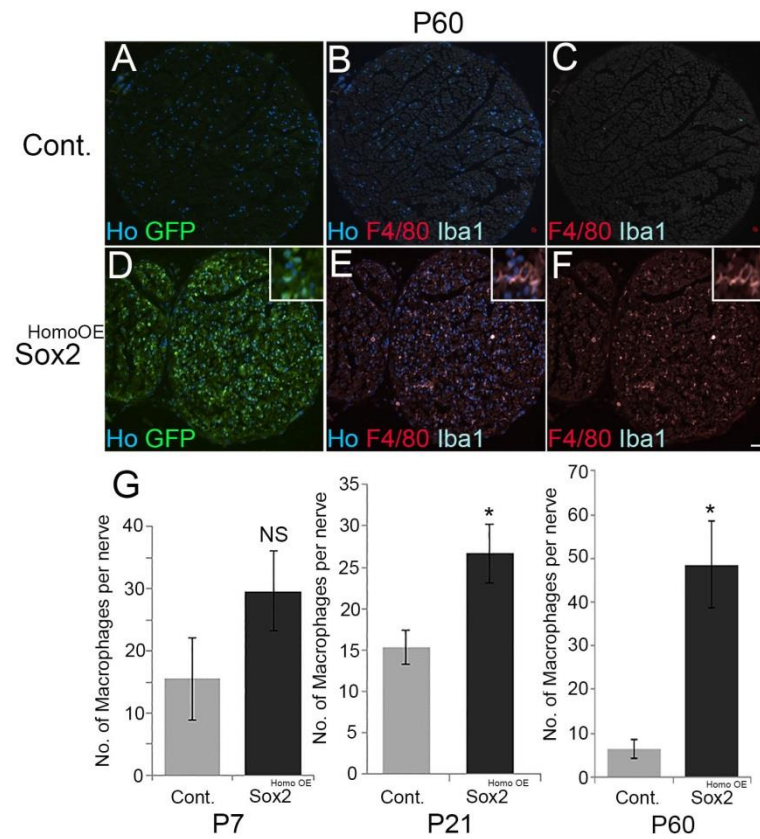 P60
A
B
C
Cont.
Ho GFP
Ho F4/80 Iba1
F4/80 Iba1
D
E
F
Sox2 HomoOE
Ho GFP
Ho F4/80 Iba1
F4/80 Iba1
G
No. of Macrophages per nerve
40
30
20
10
0
NS
Cont.
Sox2 Homo OE
P7
No. of Macrophages per nerve
35
30
25
20
15
10
5
0
*
Cont.
Sox2 Homo OE
P21
No. of Macrophages per nerve
70
60
50
40
30
20
10
0
*
Cont.
Sox2 Homo OE
P60